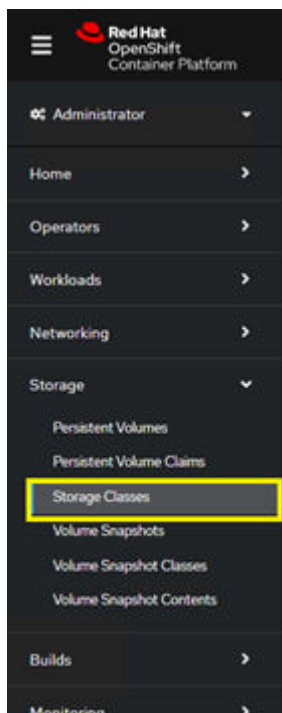 Red Hat
OpenShift
Container Platform
Administrator
Home
Operators
Workloads
Networking
Storage
Persistent Volumes
Persistent Volume Claims
Storage Classes
Volume Snapshots
Volume Snapshot Classes
Volume Snapshot Contents
Builds
Monitoring